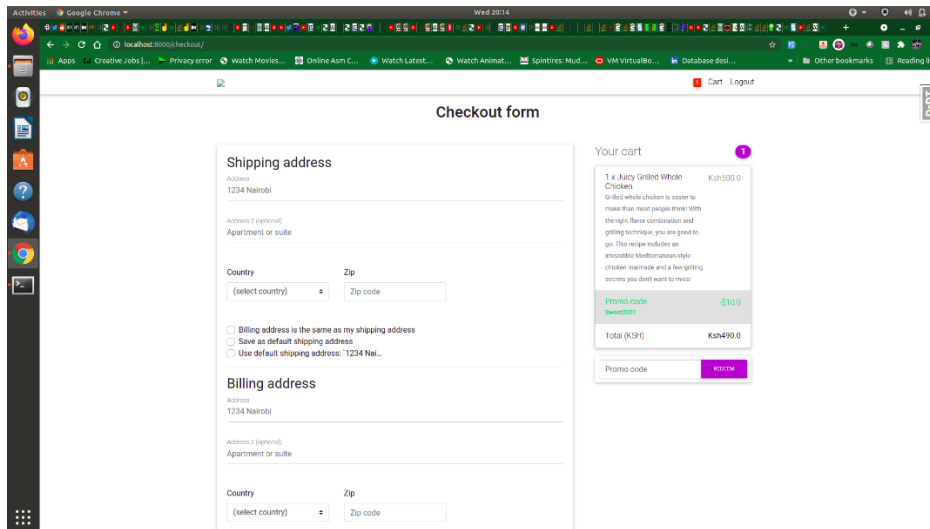 Activities
Google Chrome
Wed 20:14
localhost:8000/checkout/
Apps
Creative Jobs |...
Privacy error
Watch Movies...
Online Asm C...
Watch Latest...
Watch Animat...
Spintires: Mud...
VM VirtualBo...
Database desi...
»
Other bookmarks
Reading li
1 Cart Logout
Checkout form
Shipping address
Address
1234 Nairobi
Address 2 (optional)
Apartment or suite
Country Zip
(select country) Zip code
Billing address is the same as my shipping address
Save as default shipping address
Use default shipping address: `1234 Nai...
Billing address
Address
1234 Nairobi
Address 2 (optional)
Apartment or suite
Country Zip
(select country) Zip code
Your cart 1
1 x Juicy Grilled Whole Ksh500.0
Chicken
Grilled whole chicken is easier to
make than most people think! With
the right flavor combination and
grilling technique, you are good to
go. This recipe includes an
irresistible Mediterranean-style
chicken marinade and a few grilling
secrets you don't want to miss!
Promo code -$10.0
Sweet2021
Total (KSH) Ksh490.0
Promo code REDEEM